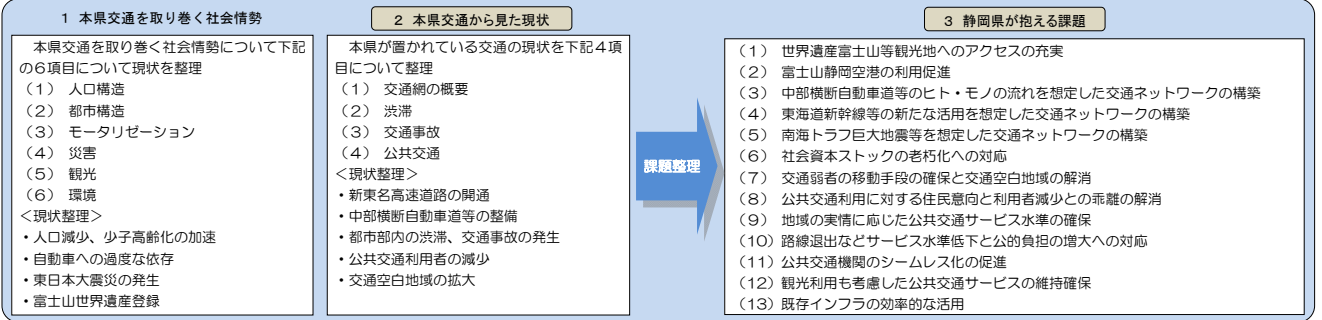 1 本県交通を取り巻く社会情勢
本県交通を取り巻く社会情勢について下記
の6項目について現状を整理
(1) 人口構造
(2) 都市構造
(3) モータリゼーション
(4) 災害
(5) 観光
(6) 環境
<現状整理>
・人口減少、少子高齢化の加速
・自動車への過度な依存
・東日本大震災の発生
・富士山世界遺産登録
2 本県交通から見た現状
本県が置かれている交通の現状を下記4項
目について整理
(1) 交通網の概要
(2) 渋滞
(3) 交通事故
(4) 公共交通
<現状整理>
・新東名高速道路の開通
・中部横断自動車道等の整備
・都市部内の渋滞、交通事故の発生
・公共交通利用者の減少
・交通空白地域の拡大
課題整理
3 静岡県が抱える課題
(1) 世界遺産富士山等観光地へのアクセスの充実
(2) 富士山静岡空港の利用促進
(3) 中部横断自動車道等のヒト・モノの流れを想定した交通ネットワークの構築
(4) 東海道新幹線等の新たな活用を想定した交通ネットワークの構築
(5) 南海トラフ巨大地震等を想定した交通ネットワークの構築
(6) 社会資本ストックの老朽化への対応
(7) 交通弱者の移動手段の確保と交通空白地域の解消
(8) 公共交通利用に対する住民意向と利用者減少との乖離の解消
(9) 地域の実情に応じた公共交通サービス水準の確保
(10) 路線退出などサービス水準低下と公的負担の増大への対応
(11) 公共交通機関のシームレス化の促進
(12) 観光利用も考慮した公共交通サービスの維持確保
(13) 既存インフラの効率的な活用